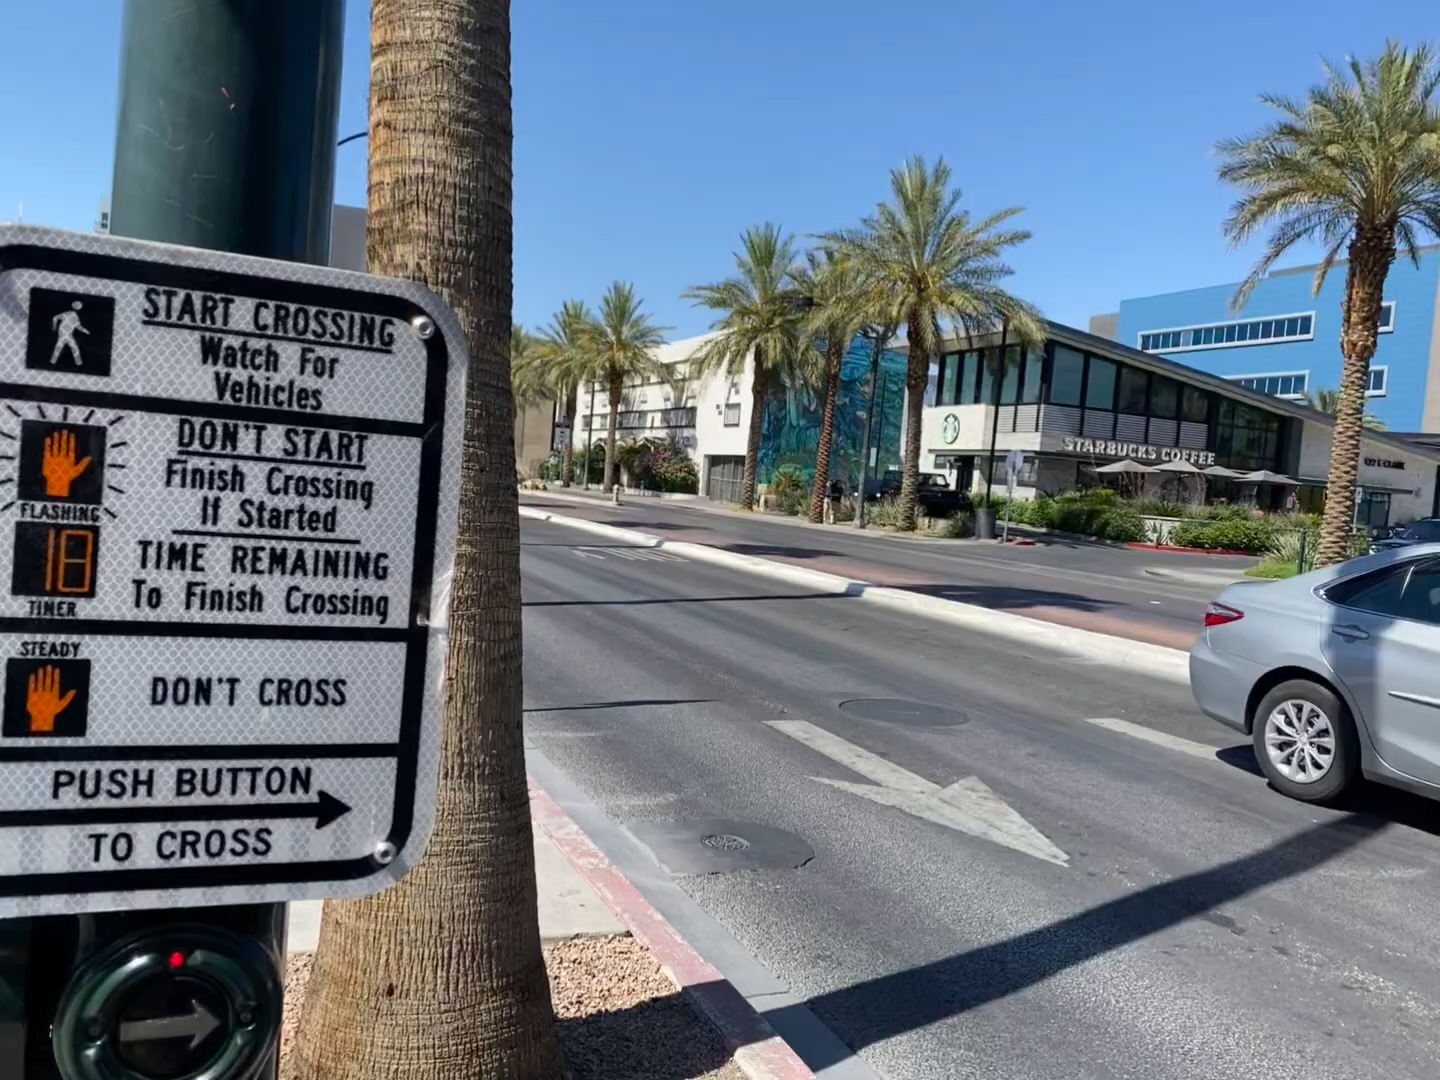 START CROSSING
Watch For
Vehicles
DON'T START
Finish Crossing
If Started
FLASHING
18
TIMER
TIME REMAINING
To Finish Crossing
STEADY
DON'T CROSS
PUSH BUTTON
TO CROSS
STARBUCKS COFFEE